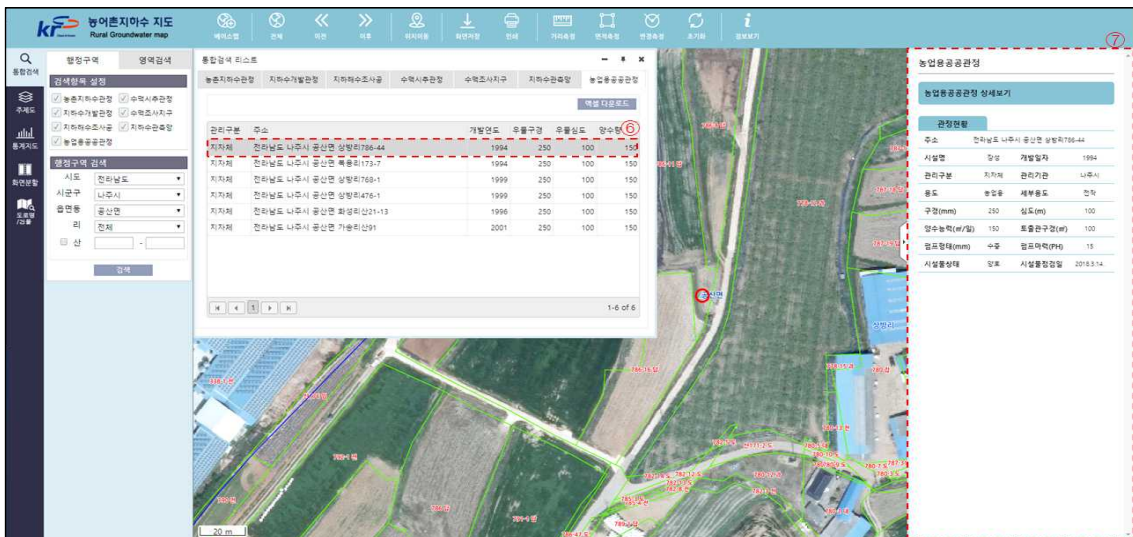 농어촌지하수 지도
Rural Groundwater map
베이스맵 전체 이전 이후 위치이동 화면저장 인쇄 거리측정 면적측정 반경측정 초기화 정보보기
⑦
통합검색
주제도
통계지도
화면분할
도로명
/건물
행정구역 영역검색
검색항목 설정
농촌지하수관정 수맥시추관정
지하수개발관정 수맥조사지구
지하해수조사공 지하수관측망
농업용공공관정
행정구역 검색
시도 전라남도
시군구 나주시
읍면동 공산면
리 전체
산 -
검색
통합검색 리스트
농촌지하수관정 지하수개발관정 지하해수조사공 수맥시추관정 수맥조사지구 지하수관측망 농업용공공관정
엑셀 다운로드
관리구분 주소 개발연도 우물구경 우물심도 양수량 ⑥
지자체 전라남도 나주시 공산면 상방리786-44 1994 250 100 150
지자체 전라남도 나주시 공산면 복용리173-7 1994 250 100 150
지자체 전라남도 나주시 공산면 상방리768-1 1999 250 100 150
지자체 전라남도 나주시 공산면 상방리476-1 1999 250 100 150
지자체 전라남도 나주시 공산면 화성리산21-13 1996 250 100 150
지자체 전라남도 나주시 공산면 가송리산91 2001 250 100 150
1
1-6 of 6
농업용공공관정
농업용공공관정 상세보기
관정현황
주소 전라남도 나주시 공산면 상방리786-44
시설명 장성 개발일자 1994
관리구분 지자체 관리기관 나주시
용도 농업용 세부용도 전작
구경(mm) 250 심도(m) 100
양수능력(㎥/일) 150 토출관구경(㎥) 100
펌프형태(mm) 수중 펌프마력(PH) 15
시설물상태 양호 시설물점검일 2018.3.14.
공산면
상방리
786-16 답
782-1 전
20 m